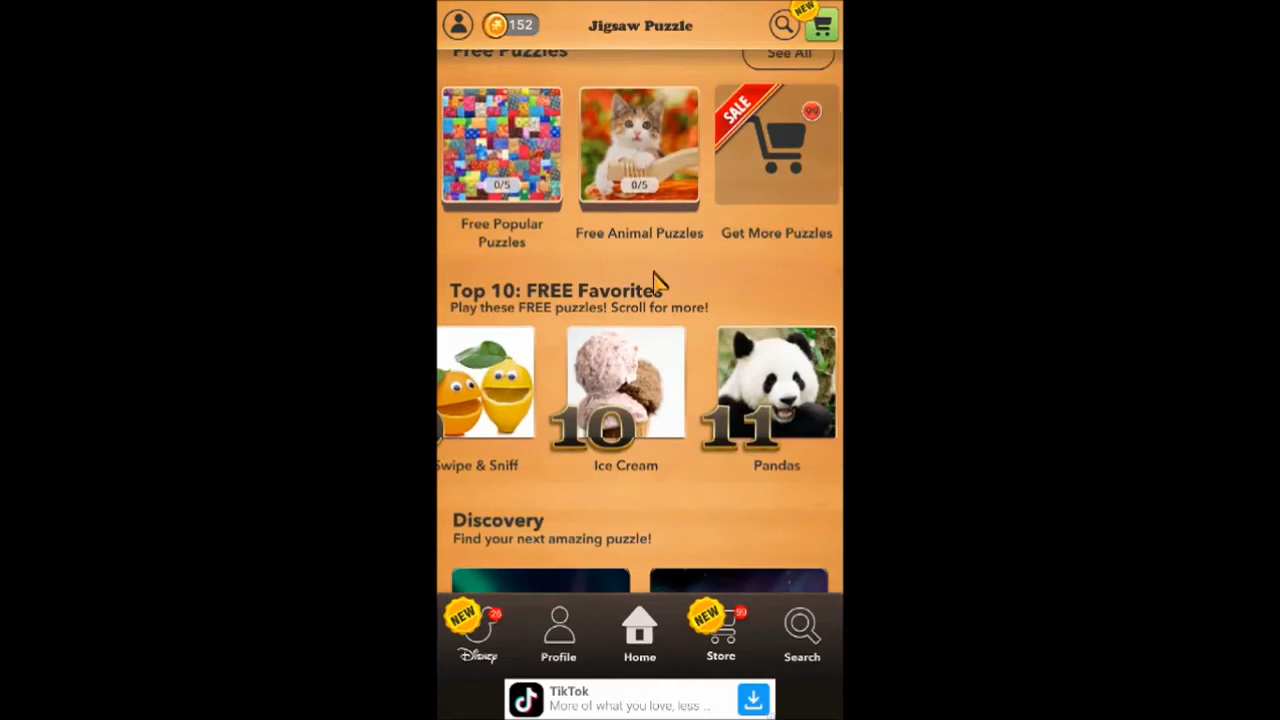 NEW
152
Jigsaw Puzzle
Free Puzzles
See All
SALE
99
0/5
0/5
Free Popular
Puzzles
Free Animal Puzzles
Get More Puzzles
Top 10: FREE Favorites
Play these FREE puzzles! Scroll for more!
10
11
Swipe & Sniff
Ice Cream
Pandas
Discovery
Find your next amazing puzzle!
NEW
26
NEW
99
Disney
Profile
Home
Store
Search
TikTok
More of what you love, less ...